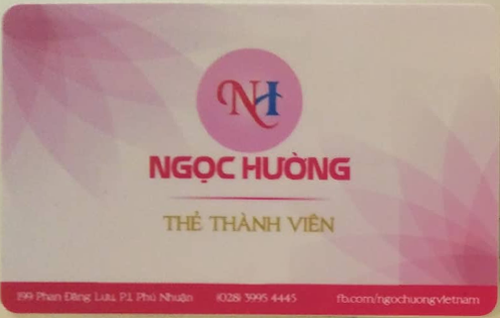 NH
NGỌC HƯỜNG
THẺ THÀNH VIÊN
199 Phan Đăng Lưu, P.1 Phú Nhuận (028) 3995 4445 fb.com/ngochuongvietnam